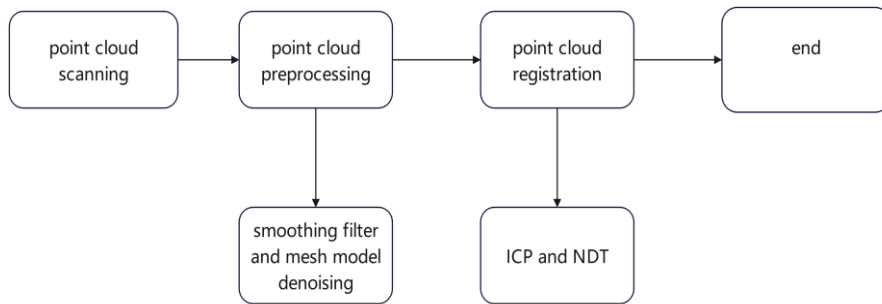 point cloud
scanning
point cloud
preprocessing
point cloud
registration
end
smoothing filter
and mesh model
denoising
ICP and NDT